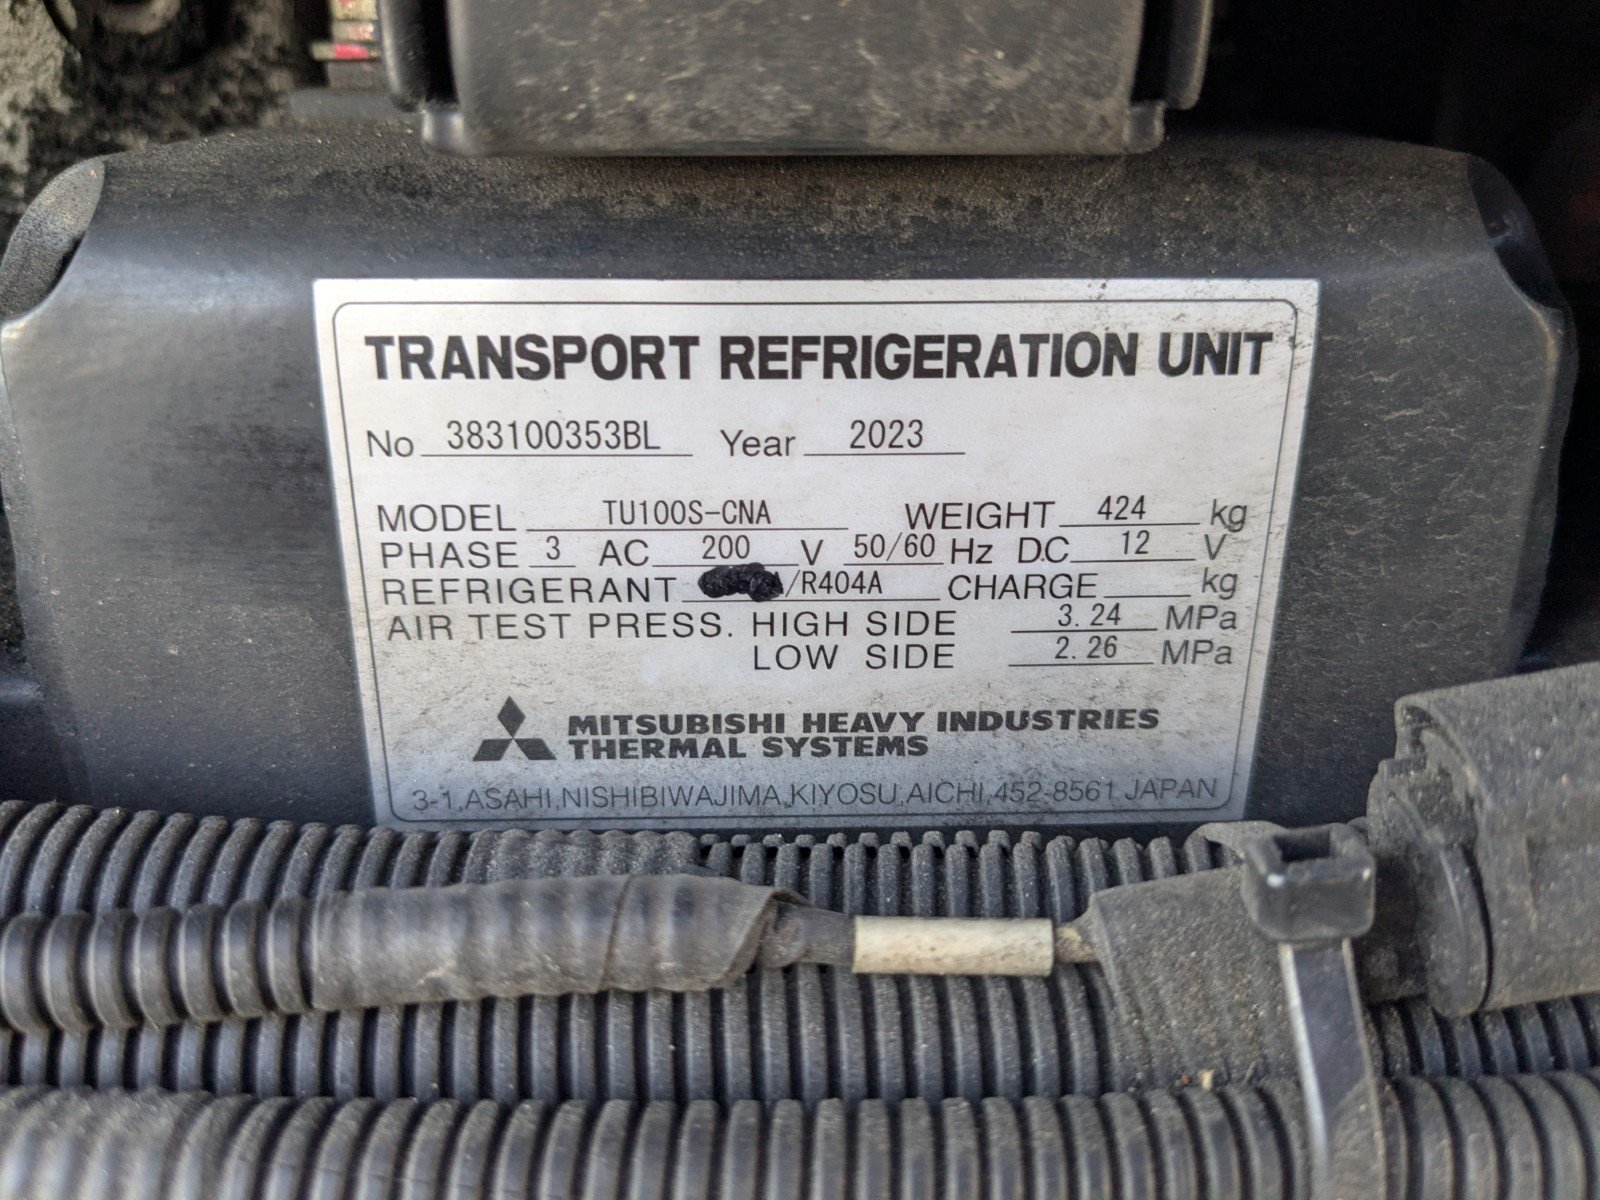 TRANSPORT REFRIGERATION UNIT
No 383100353BL Year 2023
MODEL TU100S-CNA WEIGHT 424 kg
PHASE 3 AC 200 V 50/60 Hz D.C 12 V
REFRIGERANT /R404A CHARGE kg
AIR TEST PRESS. HIGH SIDE 3.24 MPa
LOW SIDE 2.26 MPa
MITSUBISHI HEAVY INDUSTRIES
THERMAL SYSTEMS
3-1,ASAHI,NISHIBIWAJIMA,KIYOSU,AICHI,452-8561 JAPAN